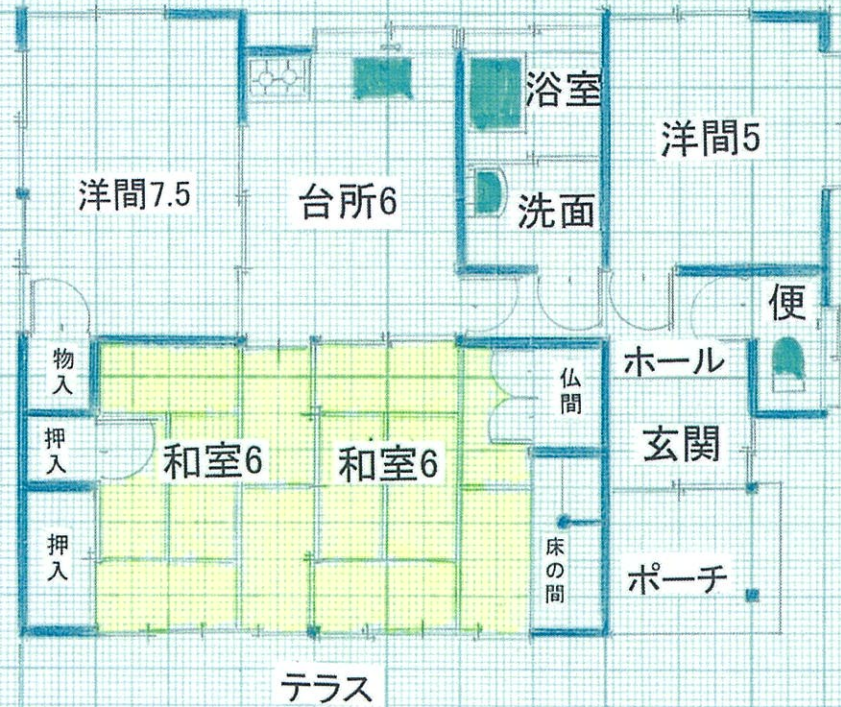 浴室
洋間5
洋間7.5
台所6
洗面
便
物入
仏間
ホール
押入
和室6
和室6
玄関
押入
床の間
ポーチ
テラス